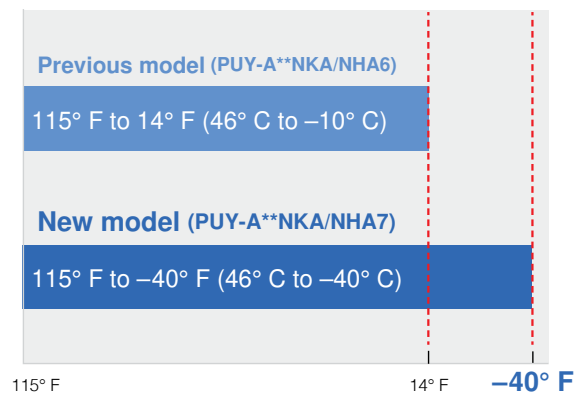 Previous model (PUY-A**NKA/NHA6)
115° F to 14° F (46° C to –10° C)
New model (PUY-A**NKA/NHA7)
115° F to –40° F (46° C to –40° C)
115° F
14° F
–40° F